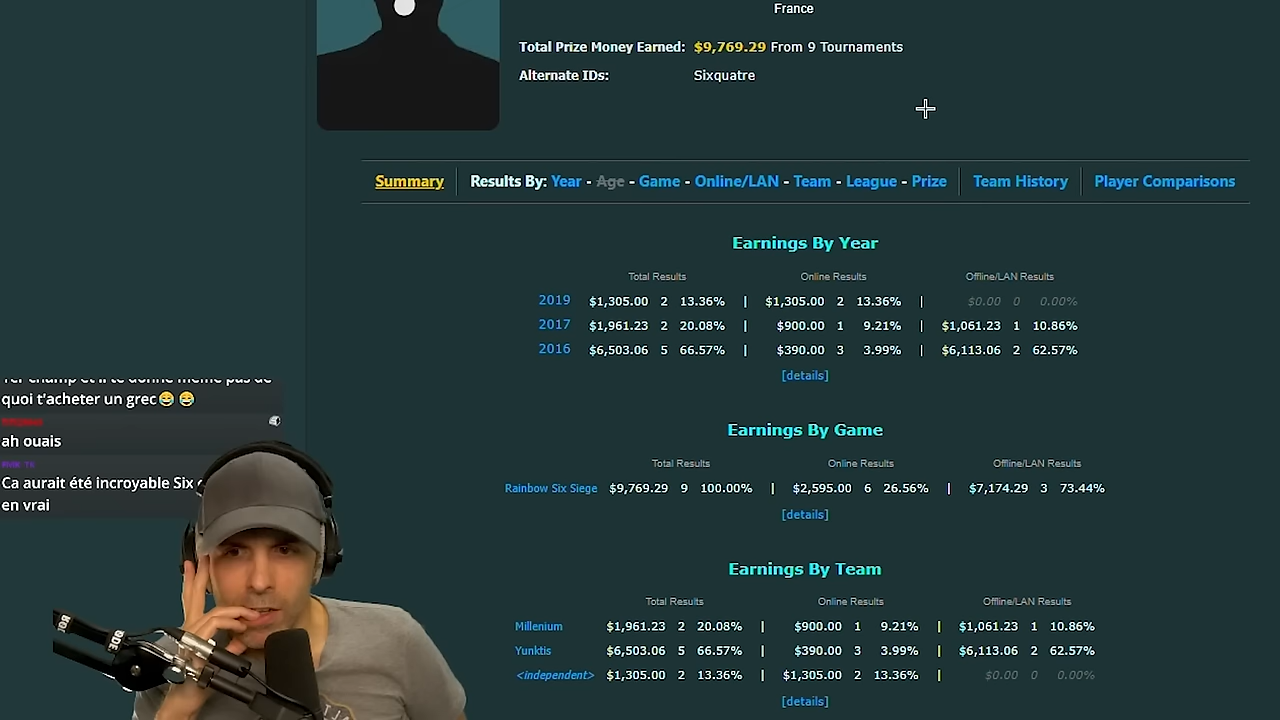 France
Total Prize Money Earned: $9,769.29 From 9 Tournaments
Alternate IDs: Sixquatre
Summary Results By: Year - Age - Game - Online/LAN - Team - League - Prize Team History Player Comparisons
Earnings By Year
Total Results Online Results Offline/LAN Results
2019 $1,305.00 2 13.36% | $1,305.00 2 13.36% | $0.00 0 0.00%
2017 $1,961.23 2 20.08% | $900.00 1 9.21% | $1,061.23 1 10.86%
2016 $6,503.06 5 66.57% | $390.00 3 3.99% | $6,113.06 2 62.57%
[details]
Earnings By Game
Total Results Online Results Offline/LAN Results
Rainbow Six Siege $9,769.29 9 100.00% | $2,595.00 6 26.56% | $7,174.29 3 73.44%
[details]
Earnings By Team
Total Results Online Results Offline/LAN Results
Millenium $1,961.23 2 20.08% | $900.00 1 9.21% | $1,061.23 1 10.86%
Yunktis $6,503.06 5 66.57% | $390.00 3 3.99% | $6,113.06 2 62.57%
<independent> $1,305.00 2 13.36% | $1,305.00 2 13.36% | $0.00 0 0.00%
[details]
1er champ et il te donne même pas de
quoi t'acheter un grec😂 😂
ah ouais
Ca aurait été incroyable Six
en vrai
RODE